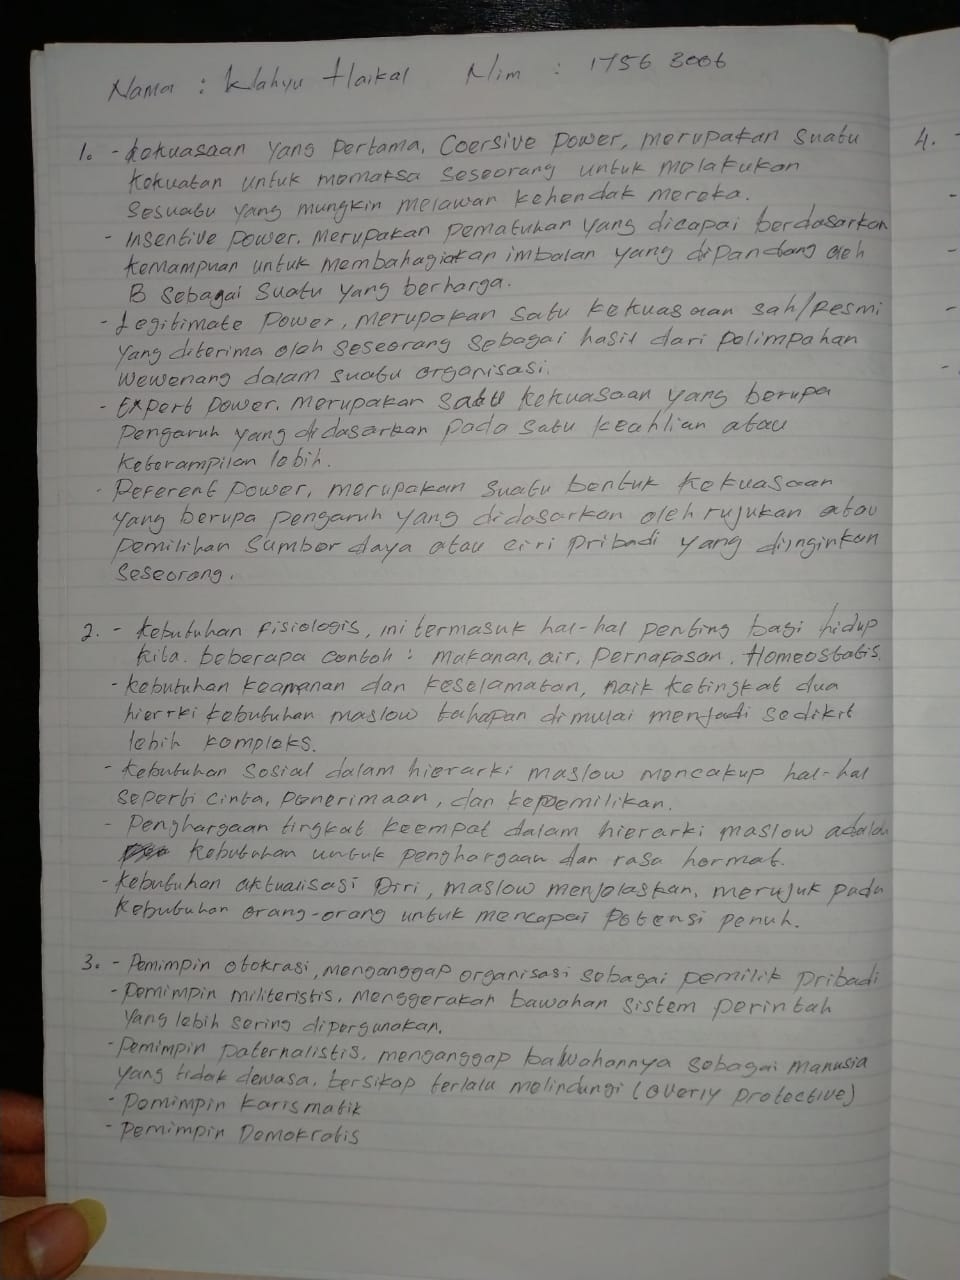 Nama : Wahyu Haikal Nim : 1756 3006
1. - kekuasaan yang pertama, Coersive power, merupakan suatu
kekuatan untuk memaksa seseorang untuk melakukan
sesuatu yang mungkin melawan kehendak mereka.
- Insentive power. merupakan pematuhan yang dicapai berdasarkan
kemampuan untuk membahagiakan imbalan yang dipandang oleh
B sebagai suatu yang berharga.
- Legitimate power, merupakan satu kekuasaan sah/resmi
yang diterima oleh seseorang sebagai hasil dari pelimpahan
wewenang dalam suatu organisasi.
- Expert power. merupakan satu kekuasaan yang berupa
pengaruh yang didasarkan pada satu keahlian atau
keterampilan lebih.
- Referent power, merupakan suatu bentuk kekuasaan
yang berupa pengaruh yang didasarkan oleh rujukan atau
pemilihan sumber daya atau ciri pribadi yang diinginkan
seseorang.
2. - kebutuhan fisiologis, ini termasuk hal-hal penting bagi hidup
kita. beberapa contoh : makanan, air, pernafasan, Homeostatis.
- kebutuhan keamanan dan keselamatan, naik ketingkat dua
hierrki kebutuhan maslow tahapan dimulai menjadi sedikit
lebih kompleks.
- kebutuhan sosial dalam hierarki maslow mencakup hal-hal
seperti cinta, penerimaan, dan kepemilikan.
- Penghargaan tingkat keempat dalam hierarki maslow adalah
kebutuhan untuk penghargaan dan rasa hormat.
- kebutuhan aktualisasi Diri, maslow menjelaskan, merujuk pada
kebutuhan orang-orang untuk mencapai potensi penuh.
3. - Pemimpin otokrasi, menganggap organisasi sebagai pemilik pribadi
- Pemimpin militeristis, menggerakan bawahan sistem perintah
yang lebih sering dipergunakan.
- Pemimpin paternalistis, menganggap bawahannya sebagai manusia
yang tidak dewasa, bersikap terlalu melindungi (overly protective)
- Pemimpin karismatik
- Pemimpin Demokratis
4. -
-
-
-
-